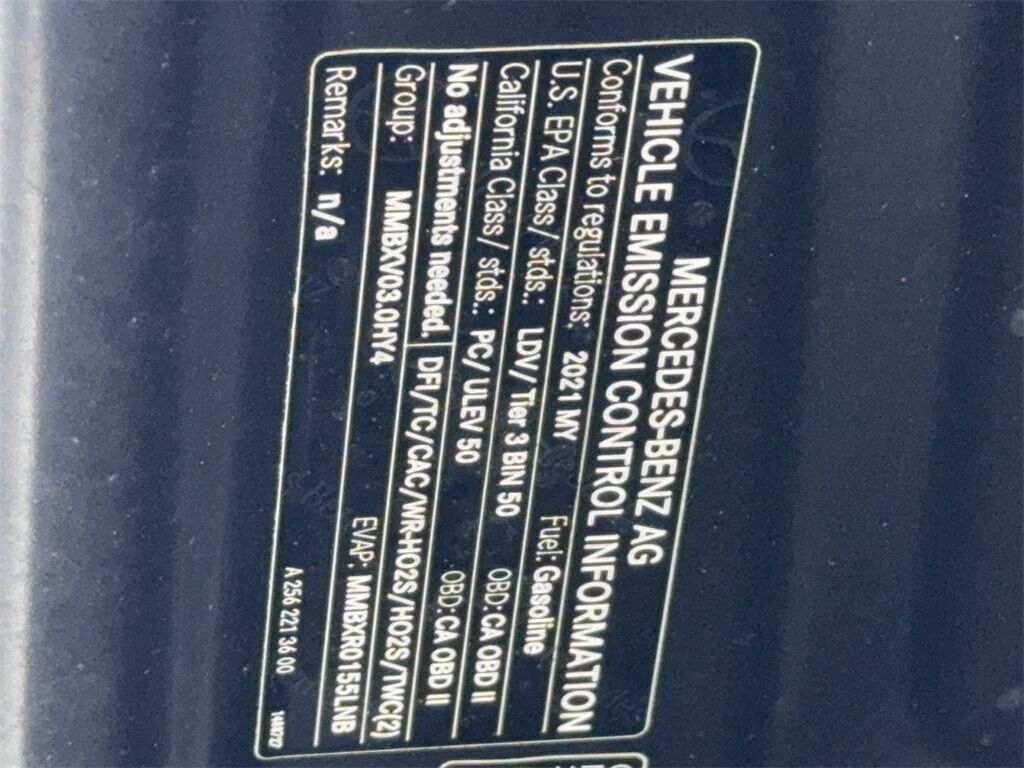 MERCEDES-BENZ AG
VEHICLE EMISSION CONTROL INFORMATION
Conforms to regulations: 2021 MY Fuel: Gasoline
U.S. EPA Class/ stds.: LDV/ Tier 3 BIN 50 OBD: CA OBD II
California Class/ stds.: PC/ ULEV 50 OBD: CA OBD II
No adjustments needed. DFI/TC/CAC/WR-HO2S/HO2S/TWC(2)
Group: MMBXV03.0HY4 EVAP: MMBXR0155LNB
Remarks: n/a
A 256 221 36 00